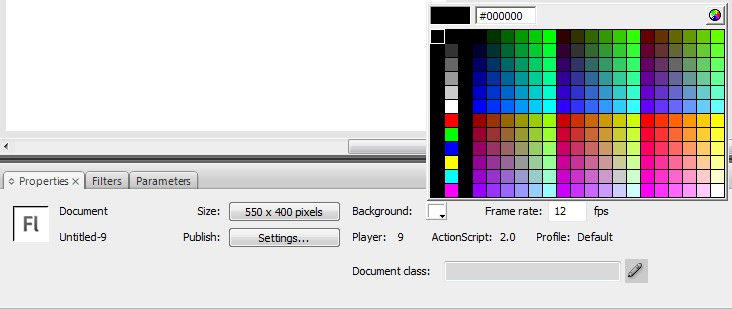 #000000
Properties × Filters Parameters
Fl Document Size: 550 x 400 pixels Background: Frame rate: 12 fps
Untitled-9 Publish: Settings... Player: 9 ActionScript: 2.0 Profile: Default
Document class: